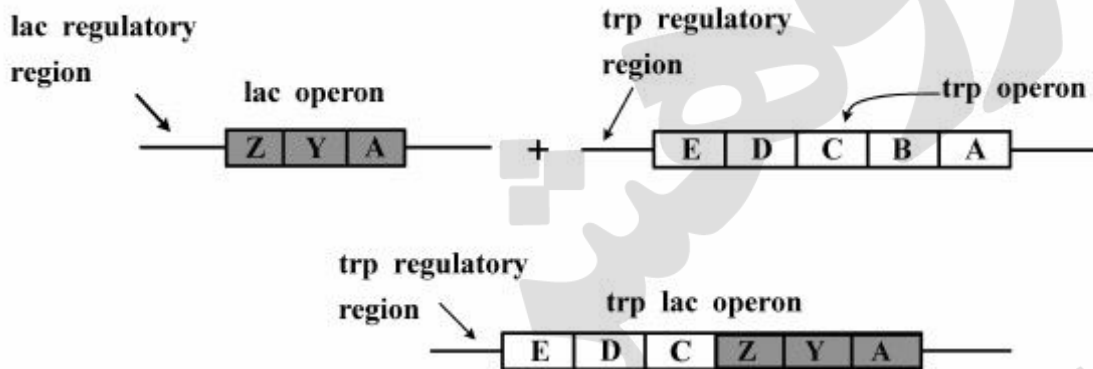 lac regulatory
region
lac operon
Z Y A
+
trp regulatory
region
trp operon
E D C B A
trp regulatory
region
trp lac operon
E D C Z Y A